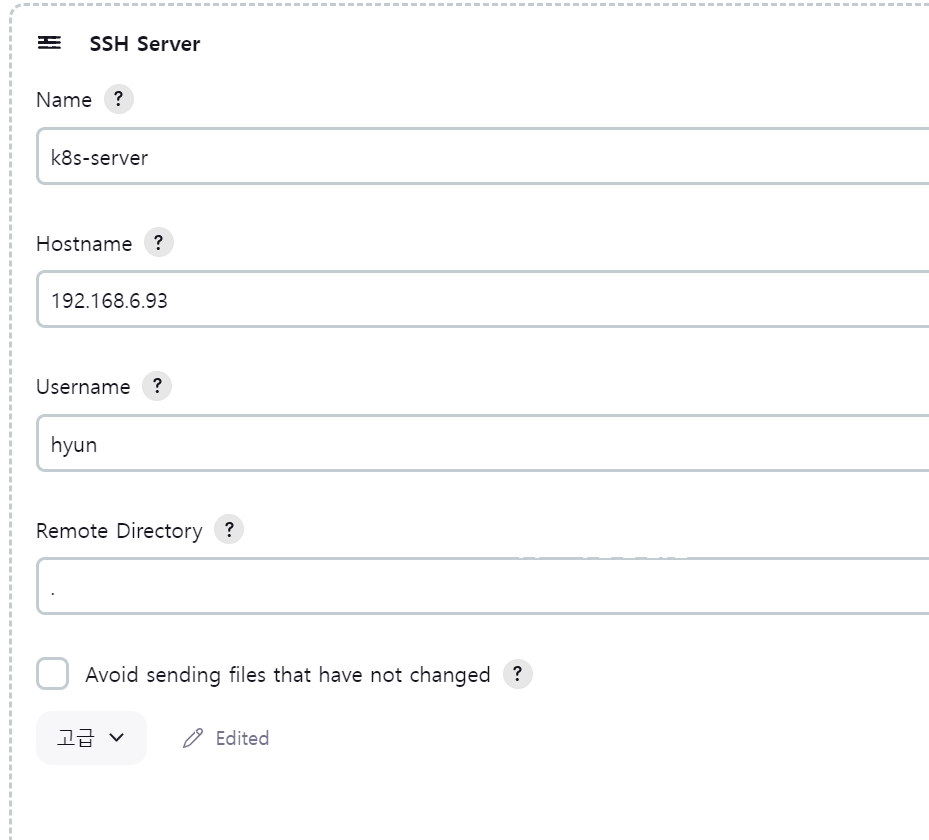 SSH Server
Name ?
k8s-server
Hostname ?
192.168.6.93
Username ?
hyun
Remote Directory ?
.
Avoid sending files that have not changed ?
고급 Edited